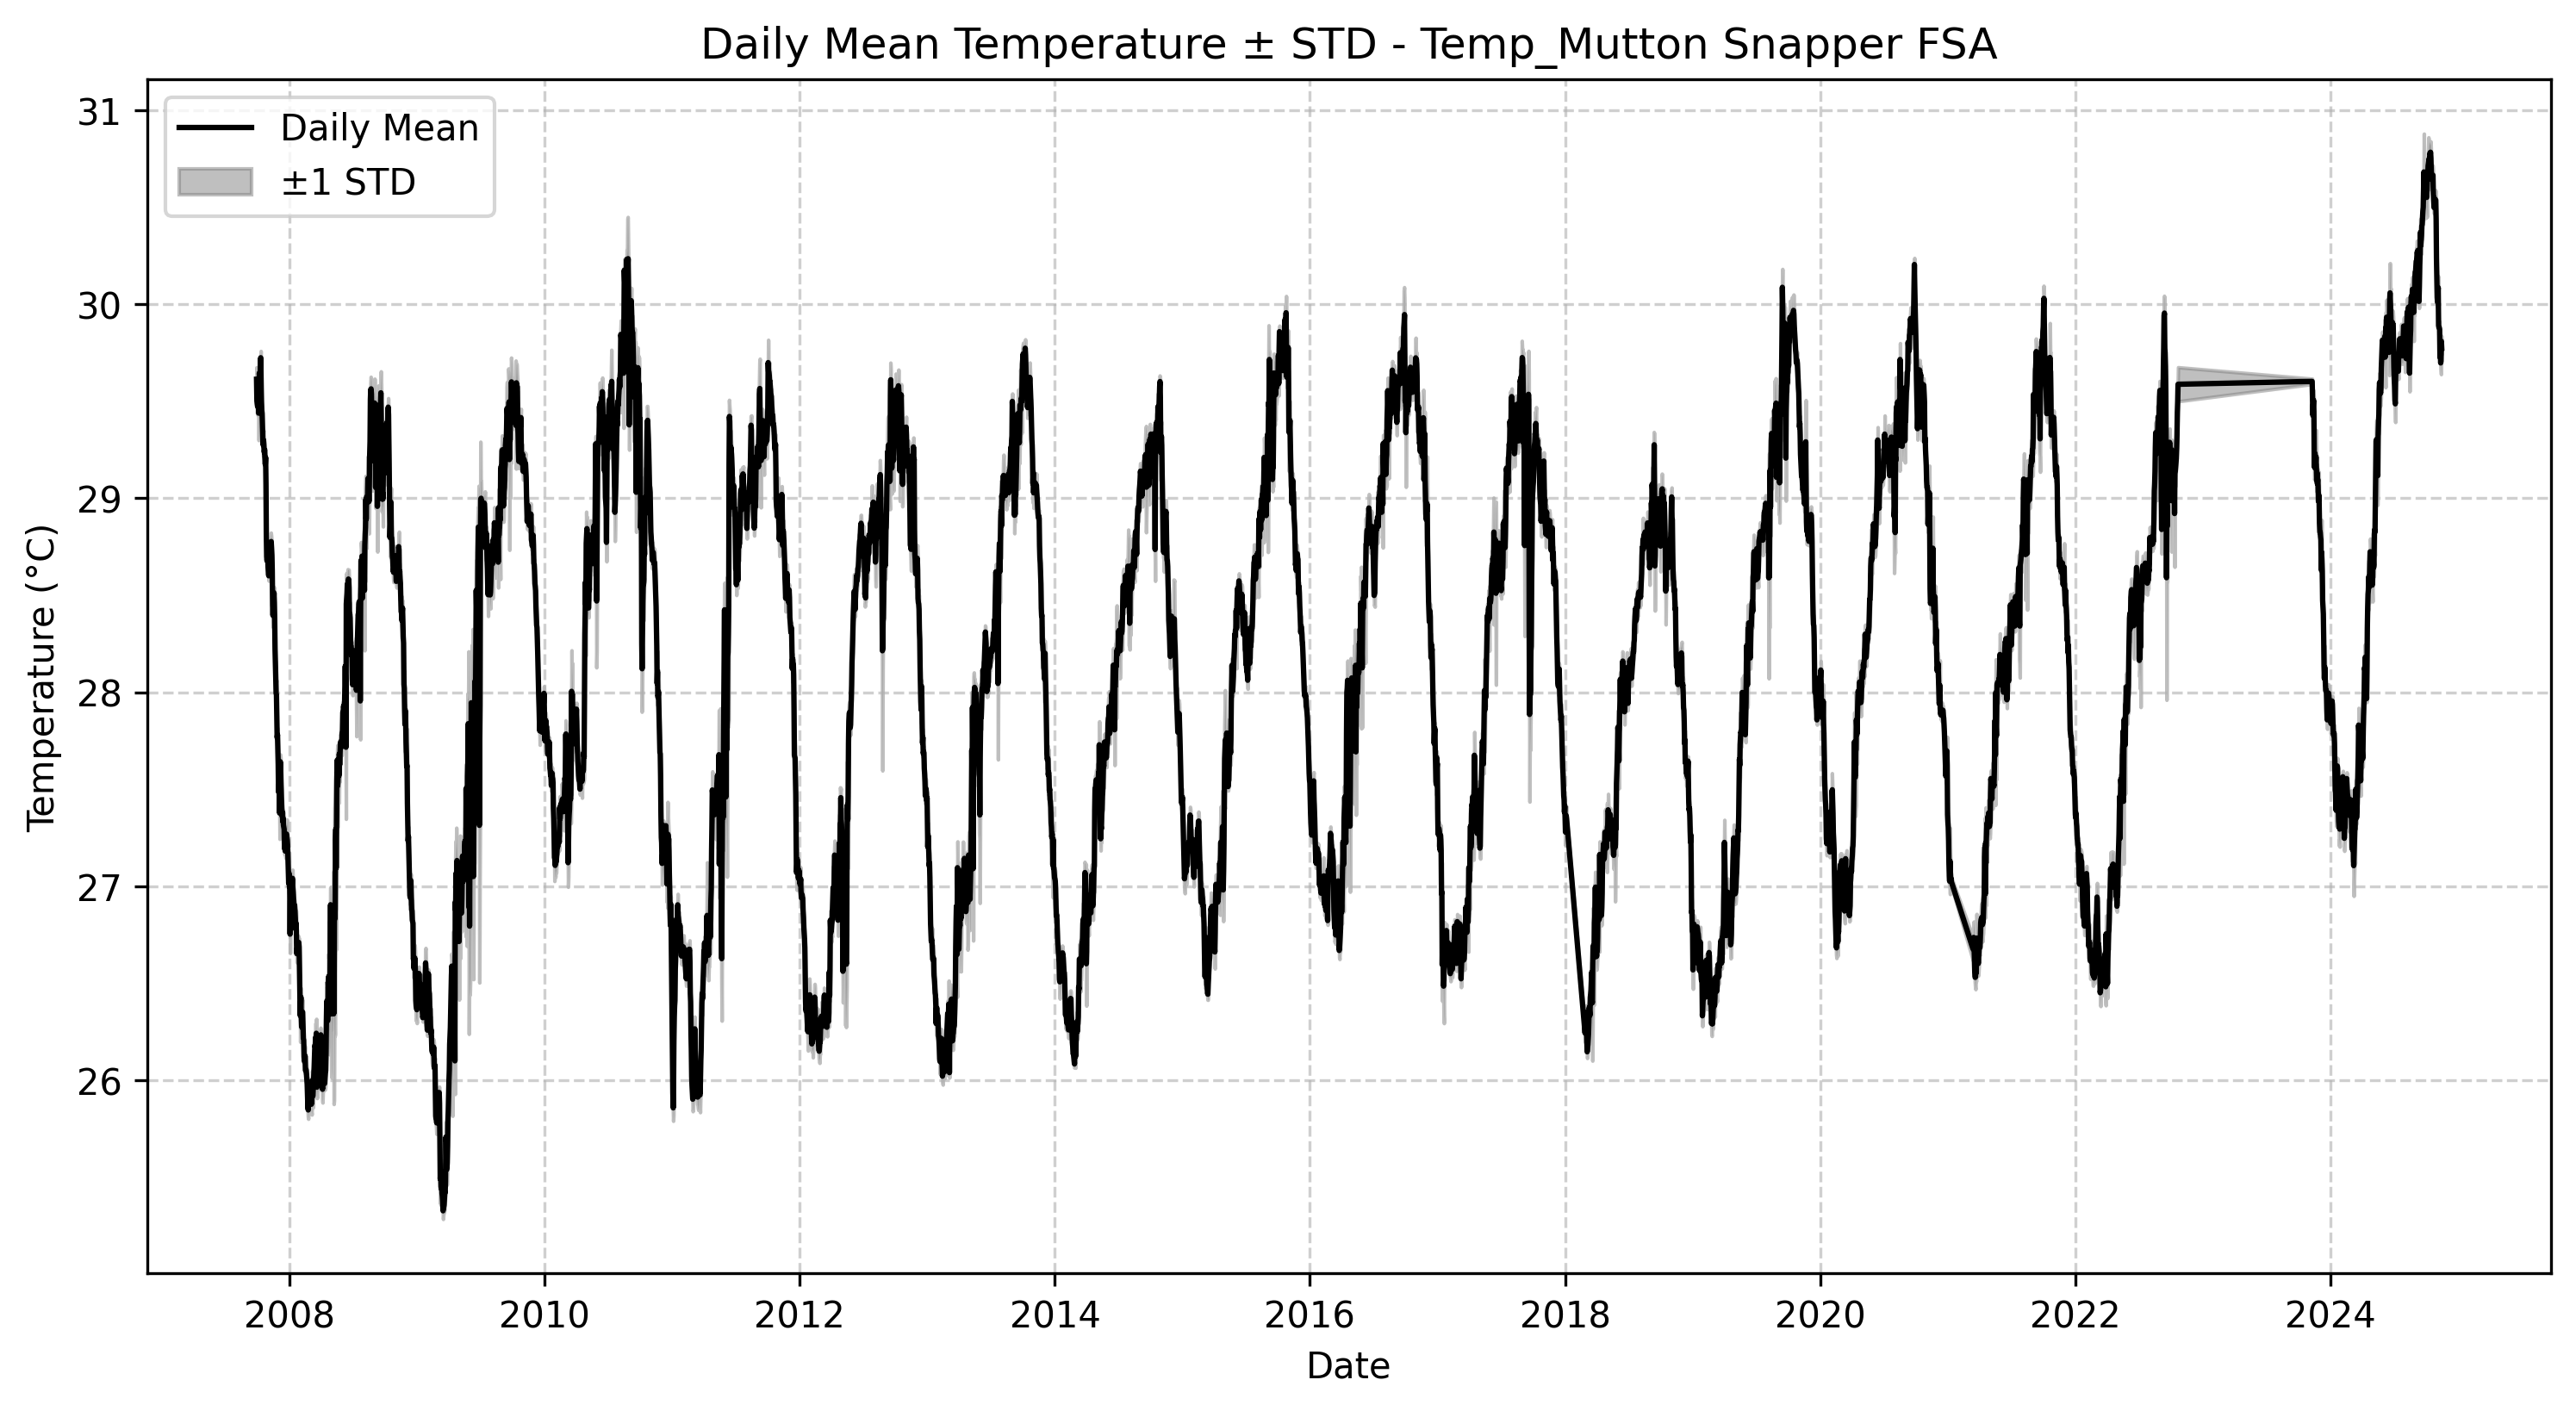 Daily Mean Temperature ± STD - Temp_Mutton Snapper FSA
Daily Mean
±1 STD
Temperature (°C)
31
30
29
28
27
26
2008 2010 2012 2014 2016 2018 2020 2022 2024
Date